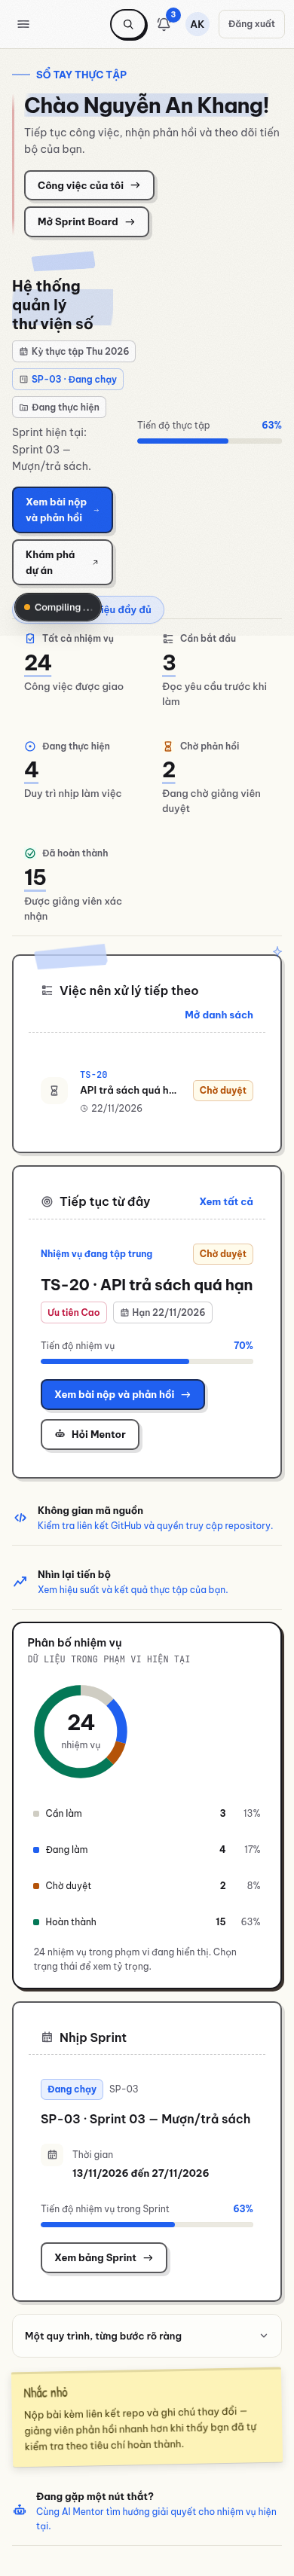 3
AK
Đăng xuất
SỔ TAY THỰC TẬP
Chào Nguyễn An Khang!
Tiếp tục công việc, nhận phản hồi và theo dõi tiến
độ của bạn.
Công việc của tôi →
Mở Sprint Board →
Hệ thống
quản lý
thư viện số
Kỳ thực tập Thu 2026
SP-03 · Đang chạy
Đang thực hiện
Sprint hiện tại:
Sprint 03 —
Mượn/trả sách.
Tiến độ thực tập 63%
Xem bài nộp
và phản hồi →
Khám phá
dự án ↗
Compiling ...
liệu đầy đủ
Tất cả nhiệm vụ
24
Công việc được giao
Cần bắt đầu
3
Đọc yêu cầu trước khi
làm
Đang thực hiện
4
Duy trì nhịp làm việc
Chờ phản hồi
2
Đang chờ giảng viên
duyệt
Đã hoàn thành
15
Được giảng viên xác
nhận
Việc nên xử lý tiếp theo
Mở danh sách
TS-20
API trả sách quá h...
22/11/2026
Chờ duyệt
Tiếp tục từ đây
Xem tất cả
Nhiệm vụ đang tập trung
Chờ duyệt
TS-20 · API trả sách quá hạn
Ưu tiên Cao
Hạn 22/11/2026
Tiến độ nhiệm vụ 70%
Xem bài nộp và phản hồi →
Hỏi Mentor
Không gian mã nguồn
Kiểm tra liên kết GitHub và quyền truy cập repository.
Nhìn lại tiến bộ
Xem hiệu suất và kết quả thực tập của bạn.
Phân bố nhiệm vụ
DỮ LIỆU TRONG PHẠM VI HIỆN TẠI
24
nhiệm vụ
Cần làm 3 13%
Đang làm 4 17%
Chờ duyệt 2 8%
Hoàn thành 15 63%
24 nhiệm vụ trong phạm vi đang hiển thị. Chọn
trạng thái để xem tỷ trọng.
Nhịp Sprint
Đang chạy SP-03
SP-03 · Sprint 03 — Mượn/trả sách
Thời gian
13/11/2026 đến 27/11/2026
Tiến độ nhiệm vụ trong Sprint 63%
Xem bảng Sprint →
Một quy trình, từng bước rõ ràng
Nhắc nhỏ
Nộp bài kèm liên kết repo và ghi chú thay đổi —
giảng viên phản hồi nhanh hơn khi thấy bạn đã tự
kiểm tra theo tiêu chí hoàn thành.
Đang gặp một nút thắt?
Cùng AI Mentor tìm hướng giải quyết cho nhiệm vụ hiện
tại.